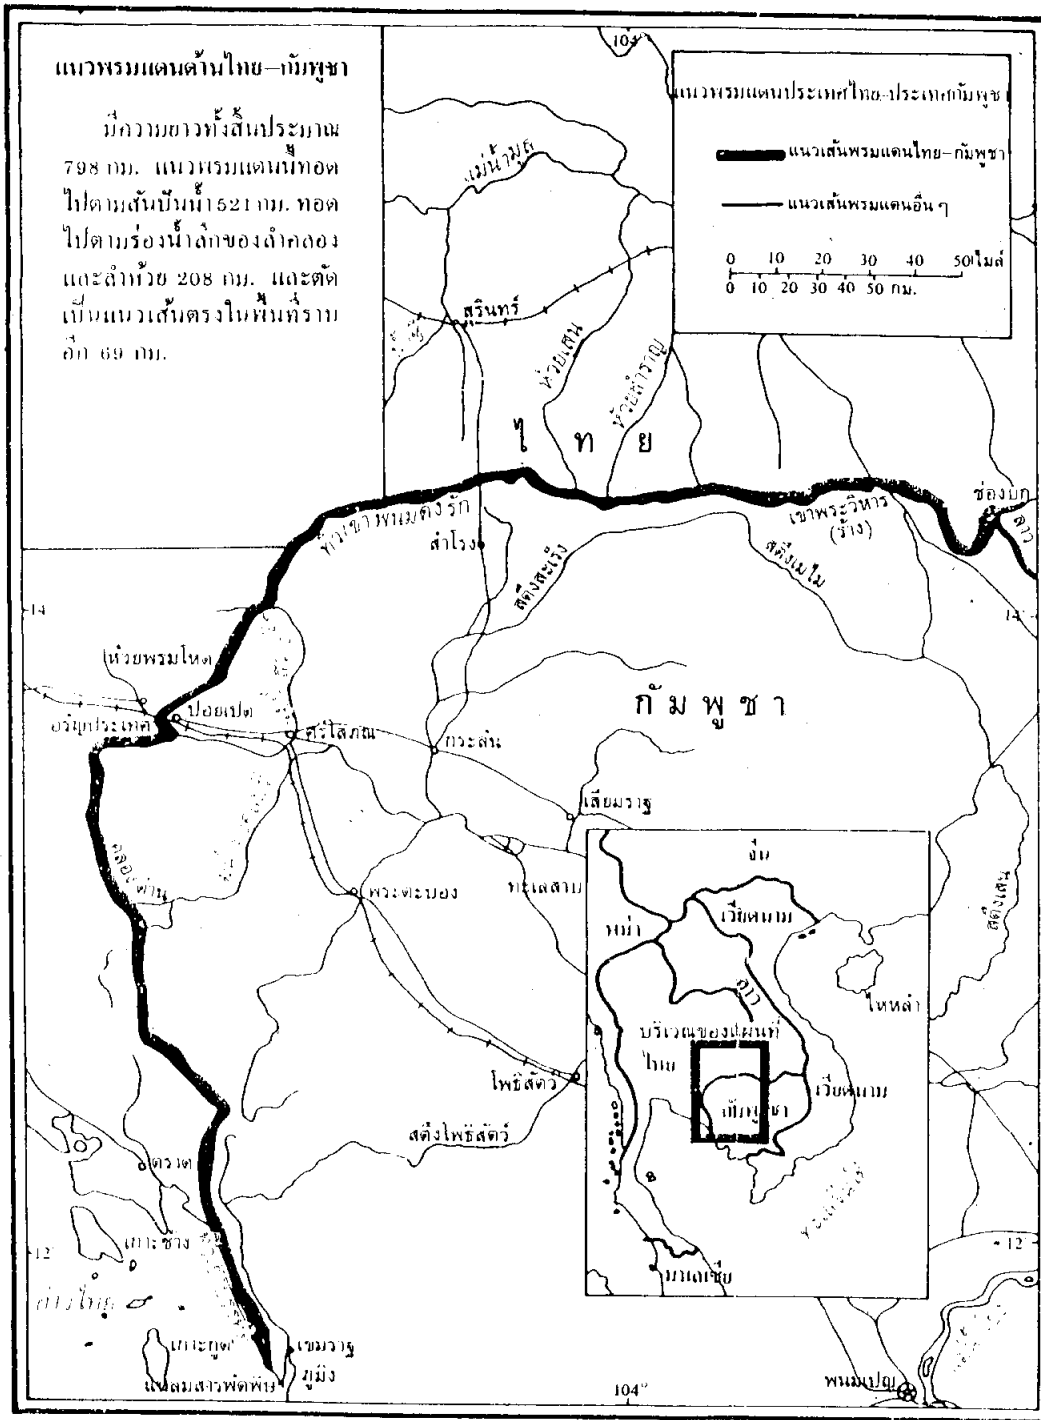 แนวพรมแดนด้านไทย-กัมพูชา
มีความยาวทั้งสิ้นประมาณ
798 กม. แนวพรมแดนนี้ทอด
ไปตามสันปันน้ำ 521 กม. ทอด
ไปตามร่องน้ำลึกของลำคลอง
และลำห้วย 208 กม. และตัด
เป็นแนวเส้นตรงในพื้นที่ราบ
อีก 69 กม.
104°
แนวพรมแดนประเทศไทย-ประเทศกัมพูชา
แนวเส้นพรมแดนไทย-กัมพูชา
แนวเส้นพรมแดนอื่น ๆ
0 10 20 30 40 50 ไมล์
0 10 20 30 40 50 กม.
แม่น้ำมูล
สุรินทร์
ห้วยเสน
ห้วยสำราญ
ไทย
ทิวเขาพนมดงรัก
เขาพระวิหาร
(ร้าง)
ช่องบก
ลาว
สำโรง
สตึงสะเร็ง
สตึงเมไม
14
14°
ห้วยพรมโหด
กัมพูชา
ปอยเปต
อรัญประเทศ
ศรีโสภณ
กระลัน
เสียมราฐ
คลองด่าน
ทะเลสาบ
พระตะบอง
สตึงเสน
จีน
เวียดนาม
พม่า
ลาว
ไหหลำ
บริเวณของแผนที่
ไทย
เวียดนาม
กัมพูชา
โพธิสัตว์
สตึงโพธิสัตว์
ตราด
ทะเลจีนใต้
มาเลเซีย
12
12
เกาะช้าง
อ่าวไทย
เกาะกูด
เขมราฐ
ภูมิง
แหลมสารพัดพิษ
104°
พนมเปญ